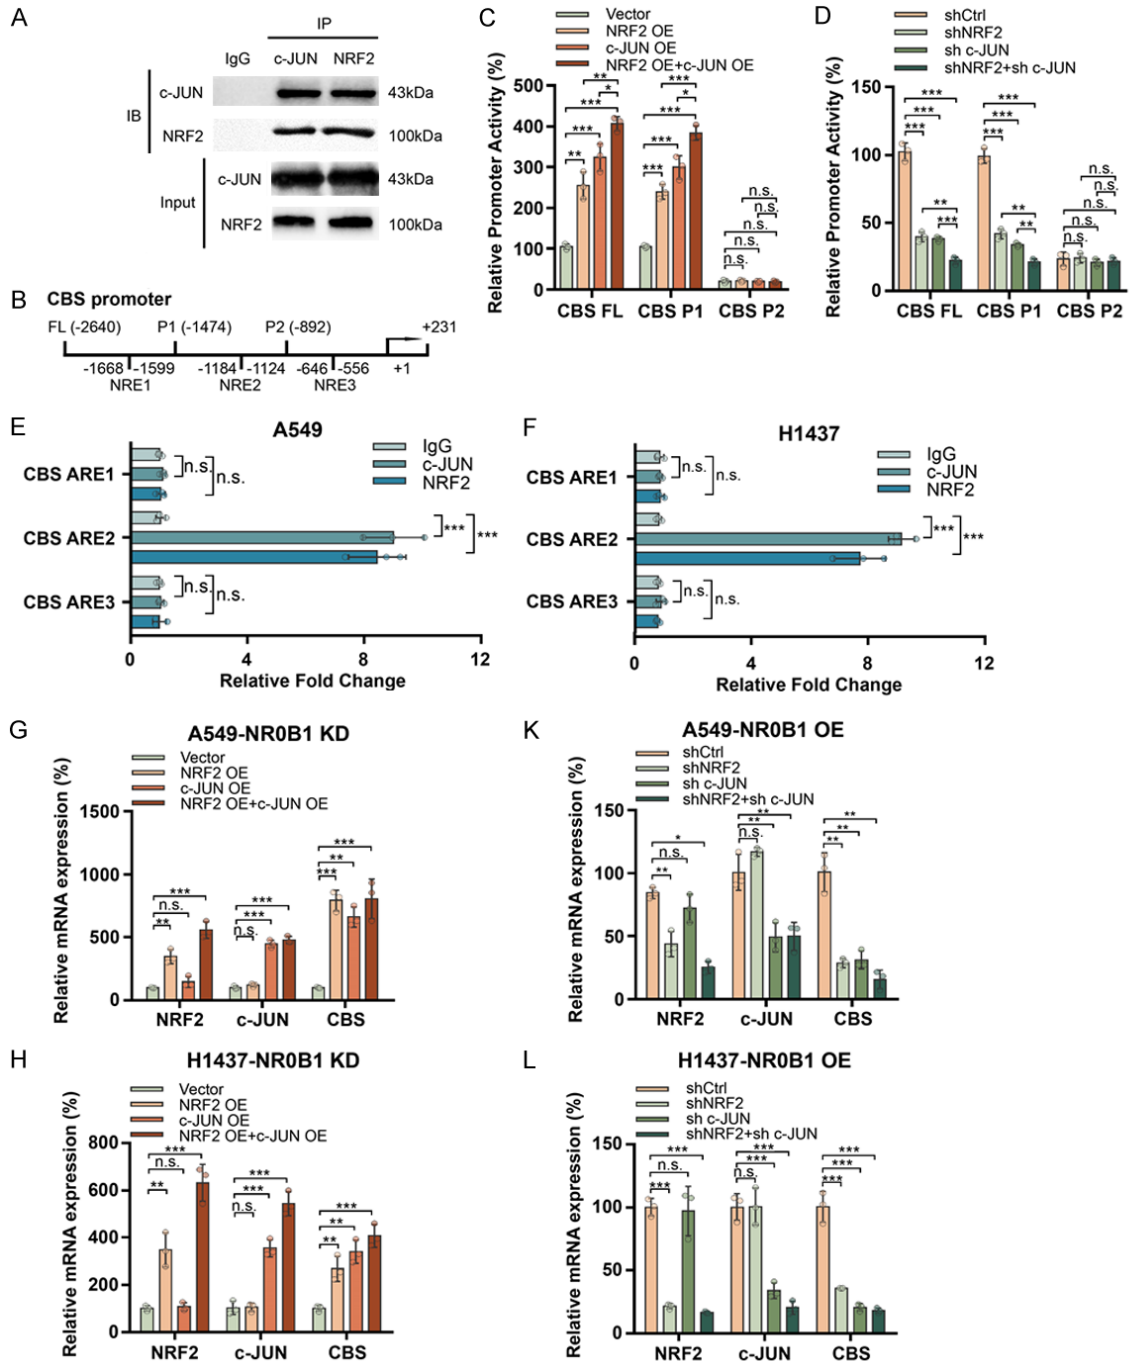 A
IP
IgG c-JUN NRF2
IB
c-JUN 43kDa
NRF2 100kDa
Input
c-JUN 43kDa
NRF2 100kDa
B
CBS promoter
FL (-2640) P1 (-1474) P2 (-892) +231
-1668 -1599 -1184 -1124 -646 -556 +1
NRE1 NRE2 NRE3
C
Vector
NRF2 OE
c-JUN OE
NRF2 OE+c-JUN OE
Relative Promoter Activity (%)
500
400
300
200
100
0
** *** * *** *** **
*** * *** *** ***
n.s. n.s. n.s. n.s.
CBS FL CBS P1 CBS P2
D
shCtrl
shNRF2
sh c-JUN
shNRF2+sh c-JUN
Relative Promoter Activity (%)
150
100
50
0
*** *** *** ** ***
*** *** *** ** **
n.s. n.s. n.s. n.s. n.s.
CBS FL CBS P1 CBS P2
E
A549
IgG
c-JUN
NRF2
CBS ARE1
n.s. n.s.
CBS ARE2
*** ***
CBS ARE3
n.s. n.s.
0 4 8 12
Relative Fold Change
F
H1437
IgG
c-JUN
NRF2
CBS ARE1
n.s. n.s.
CBS ARE2
*** ***
CBS ARE3
n.s. n.s.
0 4 8 12
Relative Fold Change
G
A549-NR0B1 KD
Vector
NRF2 OE
c-JUN OE
NRF2 OE+c-JUN OE
Relative mRNA expression (%)
1500
1000
500
0
*** n.s. **
*** *** n.s.
*** ** ***
NRF2 c-JUN CBS
K
A549-NR0B1 OE
shCtrl
shNRF2
sh c-JUN
shNRF2+sh c-JUN
Relative mRNA expression (%)
150
100
50
0
* n.s. **
** ** n.s.
** ** **
NRF2 c-JUN CBS
H
H1437-NR0B1 KD
Vector
NRF2 OE
c-JUN OE
NRF2 OE+c-JUN OE
Relative mRNA expression (%)
800
600
400
200
0
*** n.s. **
*** *** n.s.
*** ** **
NRF2 c-JUN CBS
L
H1437-NR0B1 OE
shCtrl
shNRF2
sh c-JUN
shNRF2+sh c-JUN
Relative mRNA expression (%)
150
100
50
0
*** n.s. ***
*** *** n.s.
*** *** ***
NRF2 c-JUN CBS